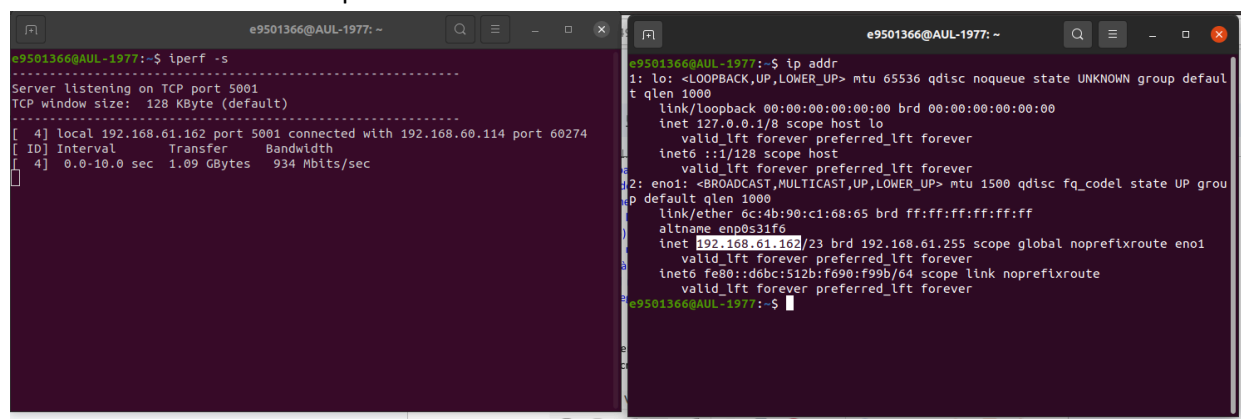 e9501366@AUL-1977: ~
e9501366@AUL-1977:~$ iperf -s
------------------------------------------------------------
Server listening on TCP port 5001
TCP window size:  128 KByte (default)
------------------------------------------------------------
[  4] local 192.168.61.162 port 5001 connected with 192.168.60.114 port 60274
[ ID] Interval       Transfer     Bandwidth
[  4]  0.0-10.0 sec  1.09 GBytes   934 Mbits/sec
e9501366@AUL-1977: ~
e9501366@AUL-1977:~$ ip addr
1: lo: <LOOPBACK,UP,LOWER_UP> mtu 65536 qdisc noqueue state UNKNOWN group defaul
t qlen 1000
    link/loopback 00:00:00:00:00:00 brd 00:00:00:00:00:00
    inet 127.0.0.1/8 scope host lo
       valid_lft forever preferred_lft forever
    inet6 ::1/128 scope host
       valid_lft forever preferred_lft forever
2: eno1: <BROADCAST,MULTICAST,UP,LOWER_UP> mtu 1500 qdisc fq_codel state UP grou
p default qlen 1000
    link/ether 6c:4b:90:c1:68:65 brd ff:ff:ff:ff:ff:ff
    altname enp0s31f6
    inet 192.168.61.162/23 brd 192.168.61.255 scope global noprefixroute eno1
       valid_lft forever preferred_lft forever
    inet6 fe80::d6bc:512b:f690:f99b/64 scope link noprefixroute
       valid_lft forever preferred_lft forever
e9501366@AUL-1977:~$